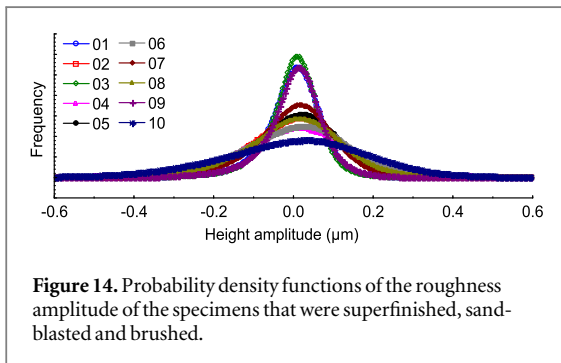 01 06
02 07
03 08
04 09
05 10
Frequency
-0.6 -0.4 -0.2 0.0 0.2 0.4 0.6
Height amplitude (µm)
Figure 14. Probability density functions of the roughness
amplitude of the specimens that were superfinished, sand-
blasted and brushed.